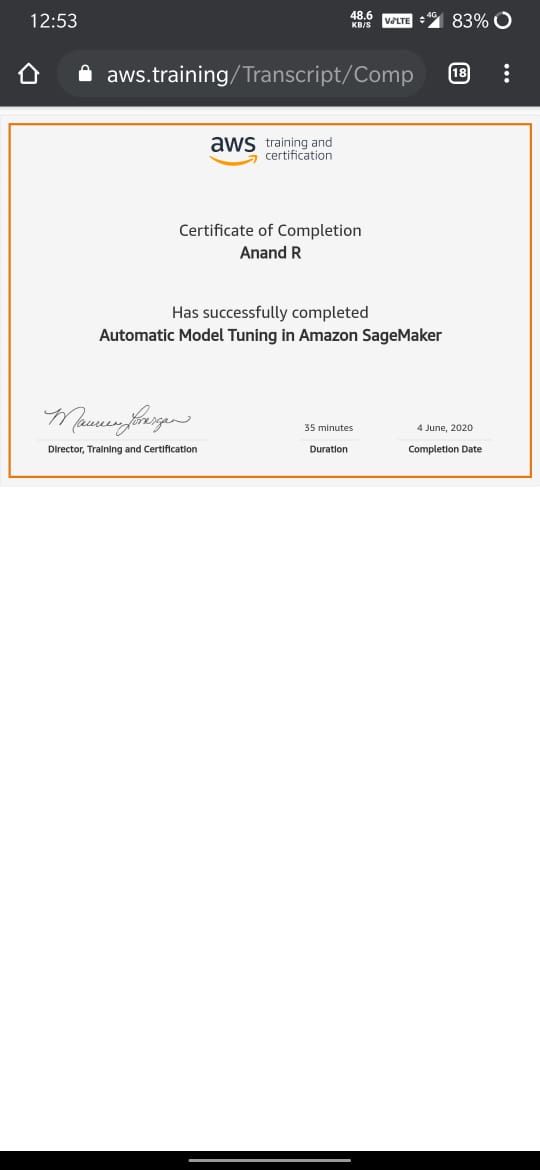 12:53
48.6
KB/S
VoLTE
4G
83%
aws.training/Transcript/Comp
18
aws training and
certification
Certificate of Completion
Anand R
Has successfully completed
Automatic Model Tuning in Amazon SageMaker
Maureen Lonergan
35 minutes
4 June, 2020
Director, Training and Certification
Duration
Completion Date